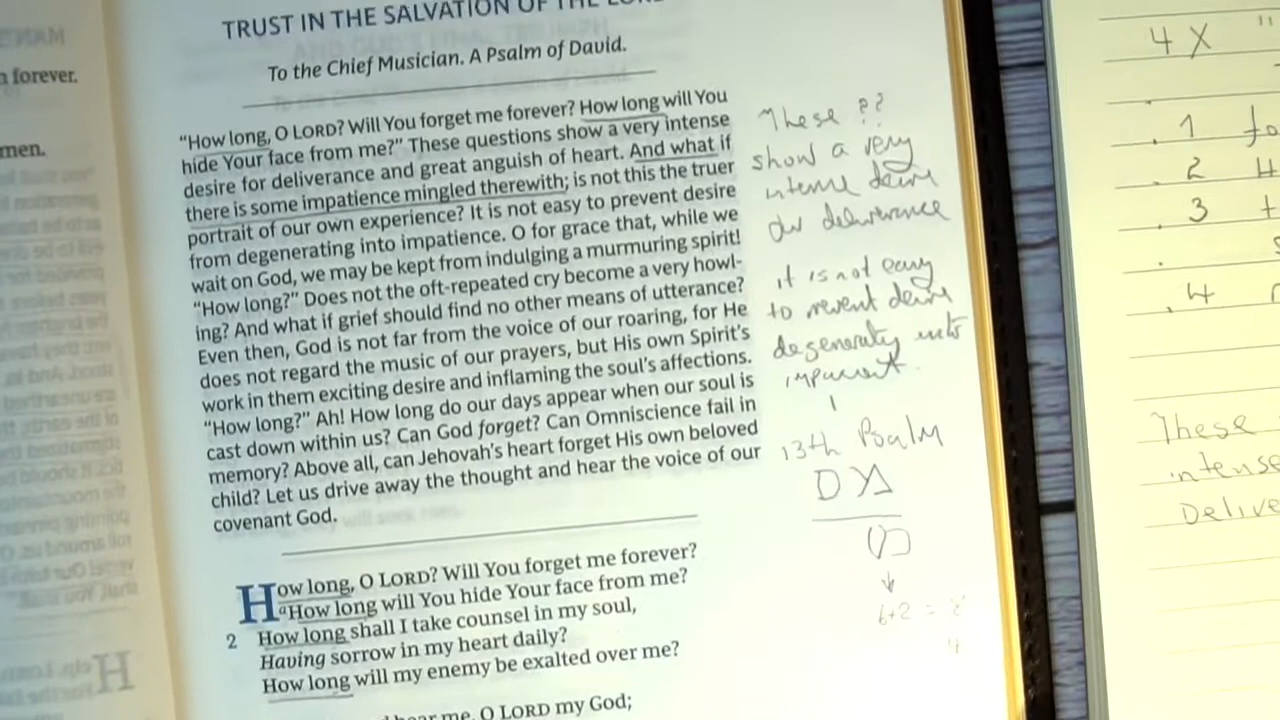 TRUST IN THE SALVATION OF THE LORD
To the Chief Musician. A Psalm of David.
n forever.
men.
“How long, O LORD? Will You forget me forever? How long will You
hide Your face from me?” These questions show a very intense
desire for deliverance and great anguish of heart. And what if
there is some impatience mingled therewith; is not this the truer
portrait of our own experience? It is not easy to prevent desire
from degenerating into impatience. O for grace that, while we
wait on God, we may be kept from indulging a murmuring spirit!
“How long?” Does not the oft-repeated cry become a very howl-
ing? And what if grief should find no other means of utterance?
Even then, God is not far from the voice of our roaring, for He
does not regard the music of our prayers, but His own Spirit’s
work in them exciting desire and inflaming the soul’s affections.
“How long?” Ah! How long do our days appear when our soul is
cast down within us? Can God forget? Can Omniscience fail in
memory? Above all, can Jehovah’s heart forget His own beloved
child? Let us drive away the thought and hear the voice of our
covenant God.
How long, O LORD? Will You forget me forever?
a How long will You hide Your face from me?
2 How long shall I take counsel in my soul,
Having sorrow in my heart daily?
How long will my enemy be exalted over me?
hear me, O LORD my God;
These ??
show a very
intense desire
deliverance
it is not easy
to desire
into
13th Psalm
6+2 = 8
4 X "
1
2
3
4
These
intense
Delive